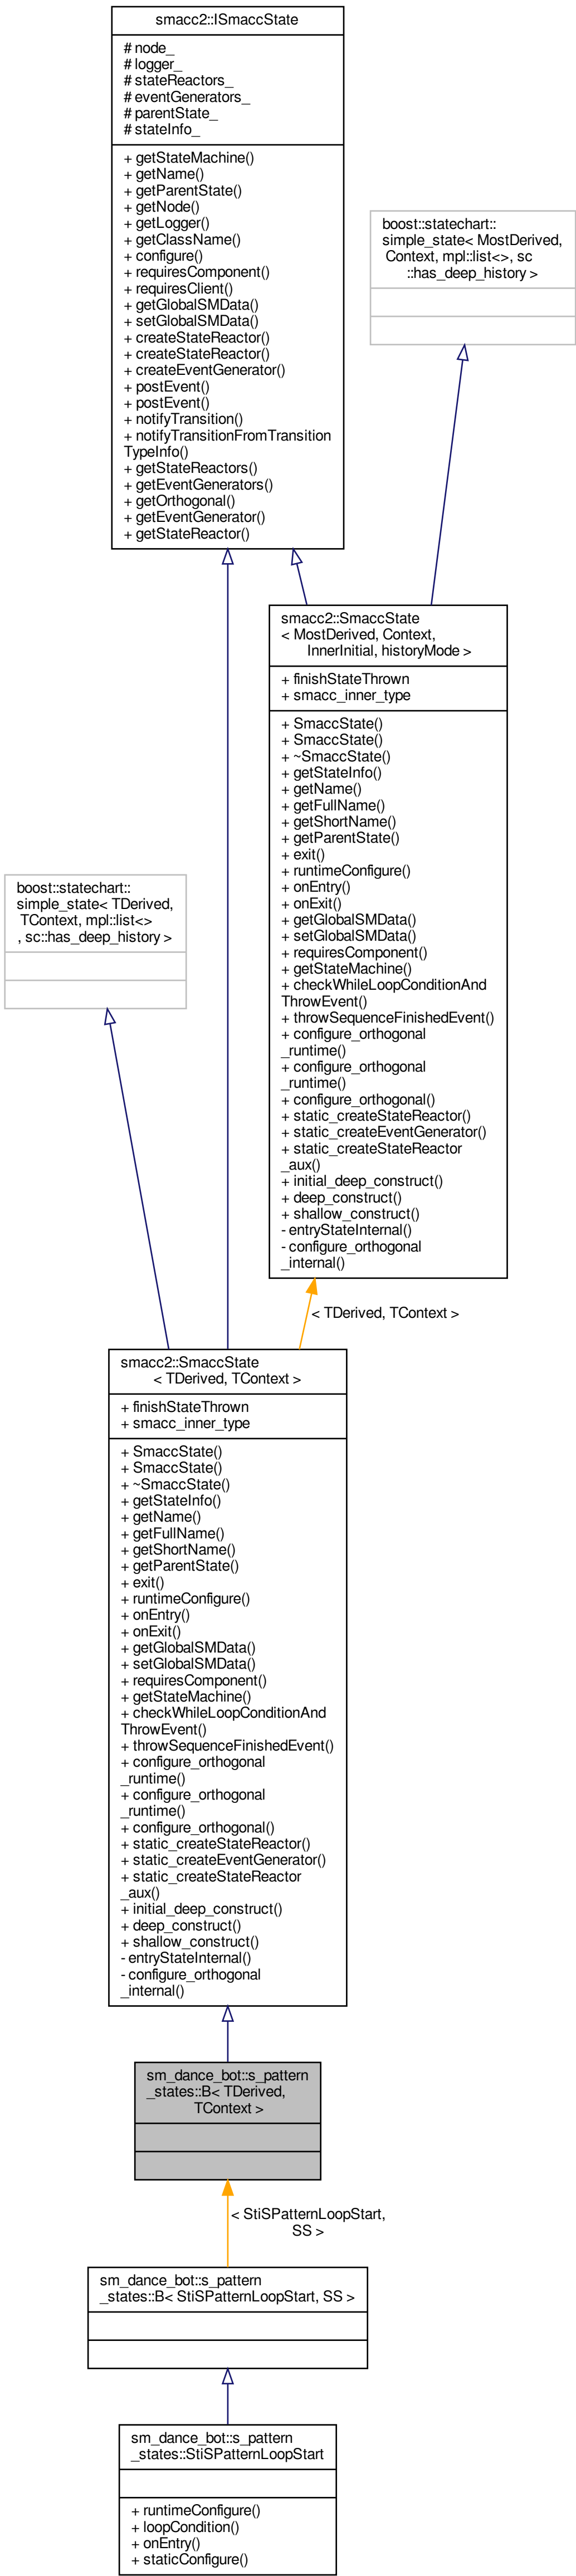 smacc2::ISmaccState
# node_
# logger_
# stateReactors_
# eventGenerators_
# parentState_
# stateInfo_
+ getStateMachine()
+ getName()
+ getParentState()
+ getNode()
+ getLogger()
+ getClassName()
+ configure()
+ requiresComponent()
+ requiresClient()
+ getGlobalSMData()
+ setGlobalSMData()
+ createStateReactor()
+ createStateReactor()
+ createEventGenerator()
+ postEvent()
+ postEvent()
+ notifyTransition()
+ notifyTransitionFromTransition
TypeInfo()
+ getStateReactors()
+ getEventGenerators()
+ getOrthogonal()
+ getEventGenerator()
+ getStateReactor()
boost::statechart::
simple_state< MostDerived,
Context, mpl::list<>, sc
::has_deep_history >
smacc2::SmaccState
< MostDerived, Context,
InnerInitial, historyMode >
+ finishStateThrown
+ smacc_inner_type
+ SmaccState()
+ SmaccState()
+ ~SmaccState()
+ getStateInfo()
+ getName()
+ getFullName()
+ getShortName()
+ getParentState()
+ exit()
+ runtimeConfigure()
+ onEntry()
+ onExit()
+ getGlobalSMData()
+ setGlobalSMData()
+ requiresComponent()
+ getStateMachine()
+ checkWhileLoopConditionAnd
ThrowEvent()
+ throwSequenceFinishedEvent()
+ configure_orthogonal
_runtime()
+ configure_orthogonal
_runtime()
+ configure_orthogonal()
+ static_createStateReactor()
+ static_createEventGenerator()
+ static_createStateReactor
_aux()
+ initial_deep_construct()
+ deep_construct()
+ shallow_construct()
- entryStateInternal()
- configure_orthogonal
_internal()
boost::statechart::
simple_state< TDerived,
TContext, mpl::list<>
, sc::has_deep_history >
< TDerived, TContext >
smacc2::SmaccState
< TDerived, TContext >
+ finishStateThrown
+ smacc_inner_type
+ SmaccState()
+ SmaccState()
+ ~SmaccState()
+ getStateInfo()
+ getName()
+ getFullName()
+ getShortName()
+ getParentState()
+ exit()
+ runtimeConfigure()
+ onEntry()
+ onExit()
+ getGlobalSMData()
+ setGlobalSMData()
+ requiresComponent()
+ getStateMachine()
+ checkWhileLoopConditionAnd
ThrowEvent()
+ throwSequenceFinishedEvent()
+ configure_orthogonal
_runtime()
+ configure_orthogonal
_runtime()
+ configure_orthogonal()
+ static_createStateReactor()
+ static_createEventGenerator()
+ static_createStateReactor
_aux()
+ initial_deep_construct()
+ deep_construct()
+ shallow_construct()
- entryStateInternal()
- configure_orthogonal
_internal()
sm_dance_bot::s_pattern
_states::B< TDerived,
TContext >
< StiSPatternLoopStart,
SS >
sm_dance_bot::s_pattern
_states::B< StiSPatternLoopStart, SS >
sm_dance_bot::s_pattern
_states::StiSPatternLoopStart
+ runtimeConfigure()
+ loopCondition()
+ onEntry()
+ staticConfigure()